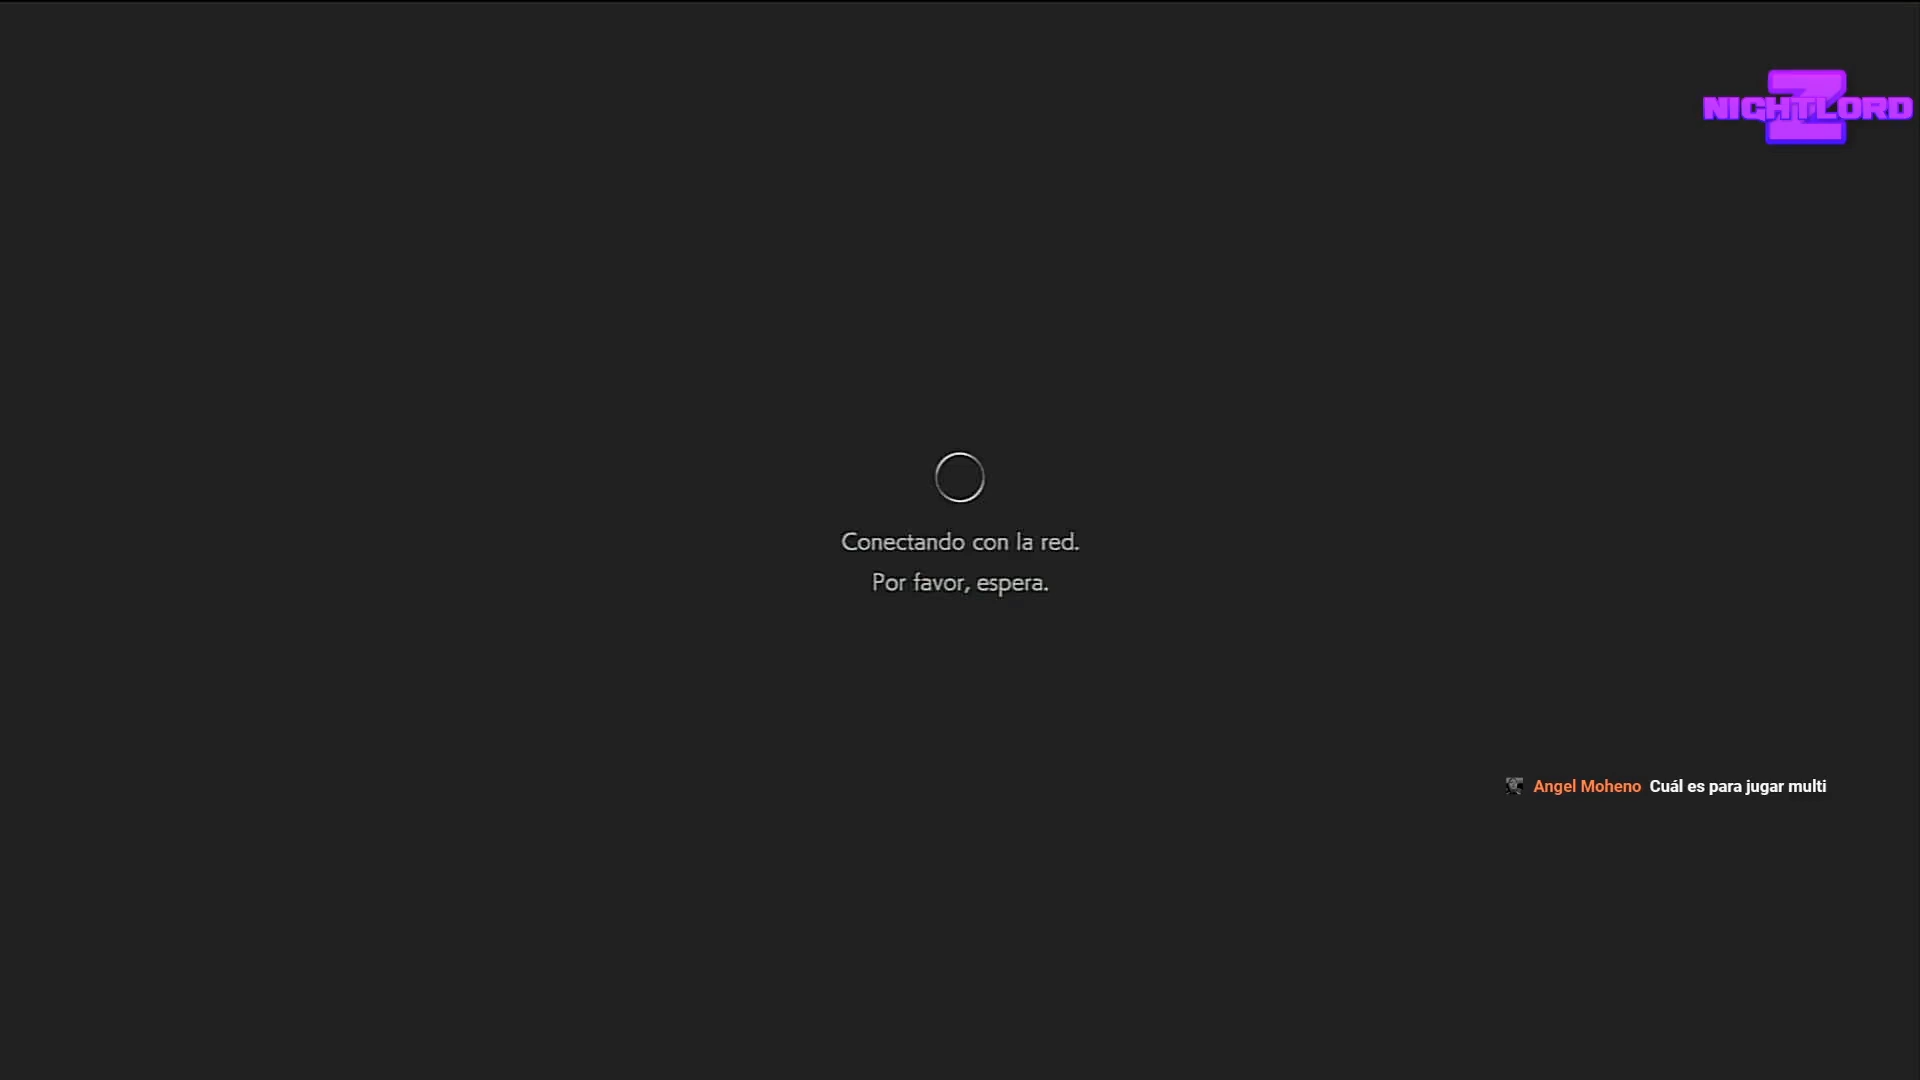 NIGHTLORD
Z
Conectando con la red.
Por favor, espera.
Angel Moheno Cuál es para jugar multi